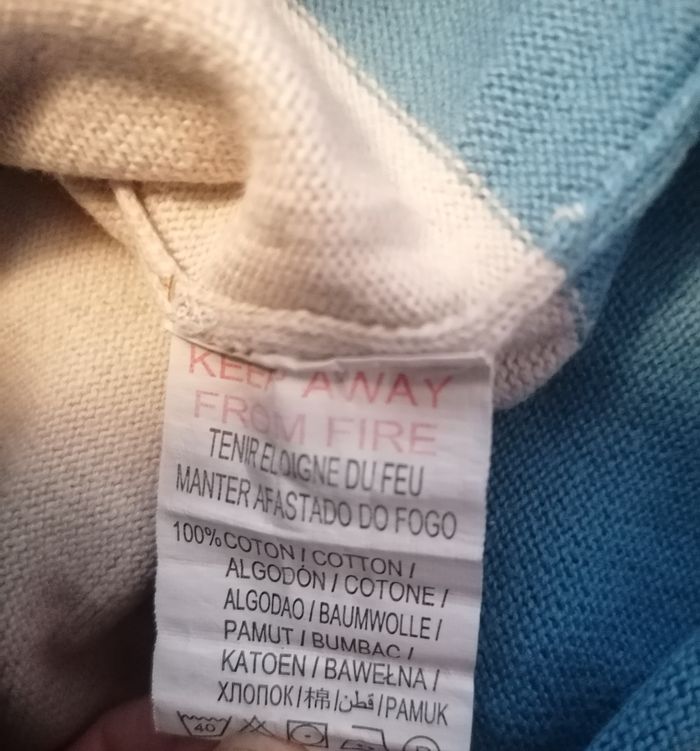 KEEP AWAY
FROM FIRE
TENIR ELOIGNE DU FEU
MANTER AFASTADO DO FOGO
100% COTON / COTTON /
ALGODÓN / COTONE /
ALGODAO / BAUMWOLLE /
PAMUT / BUMBAC /
KATOEN / BAWEŁNA /
ХЛОПОК / 棉 / قطن / PAMUK
40